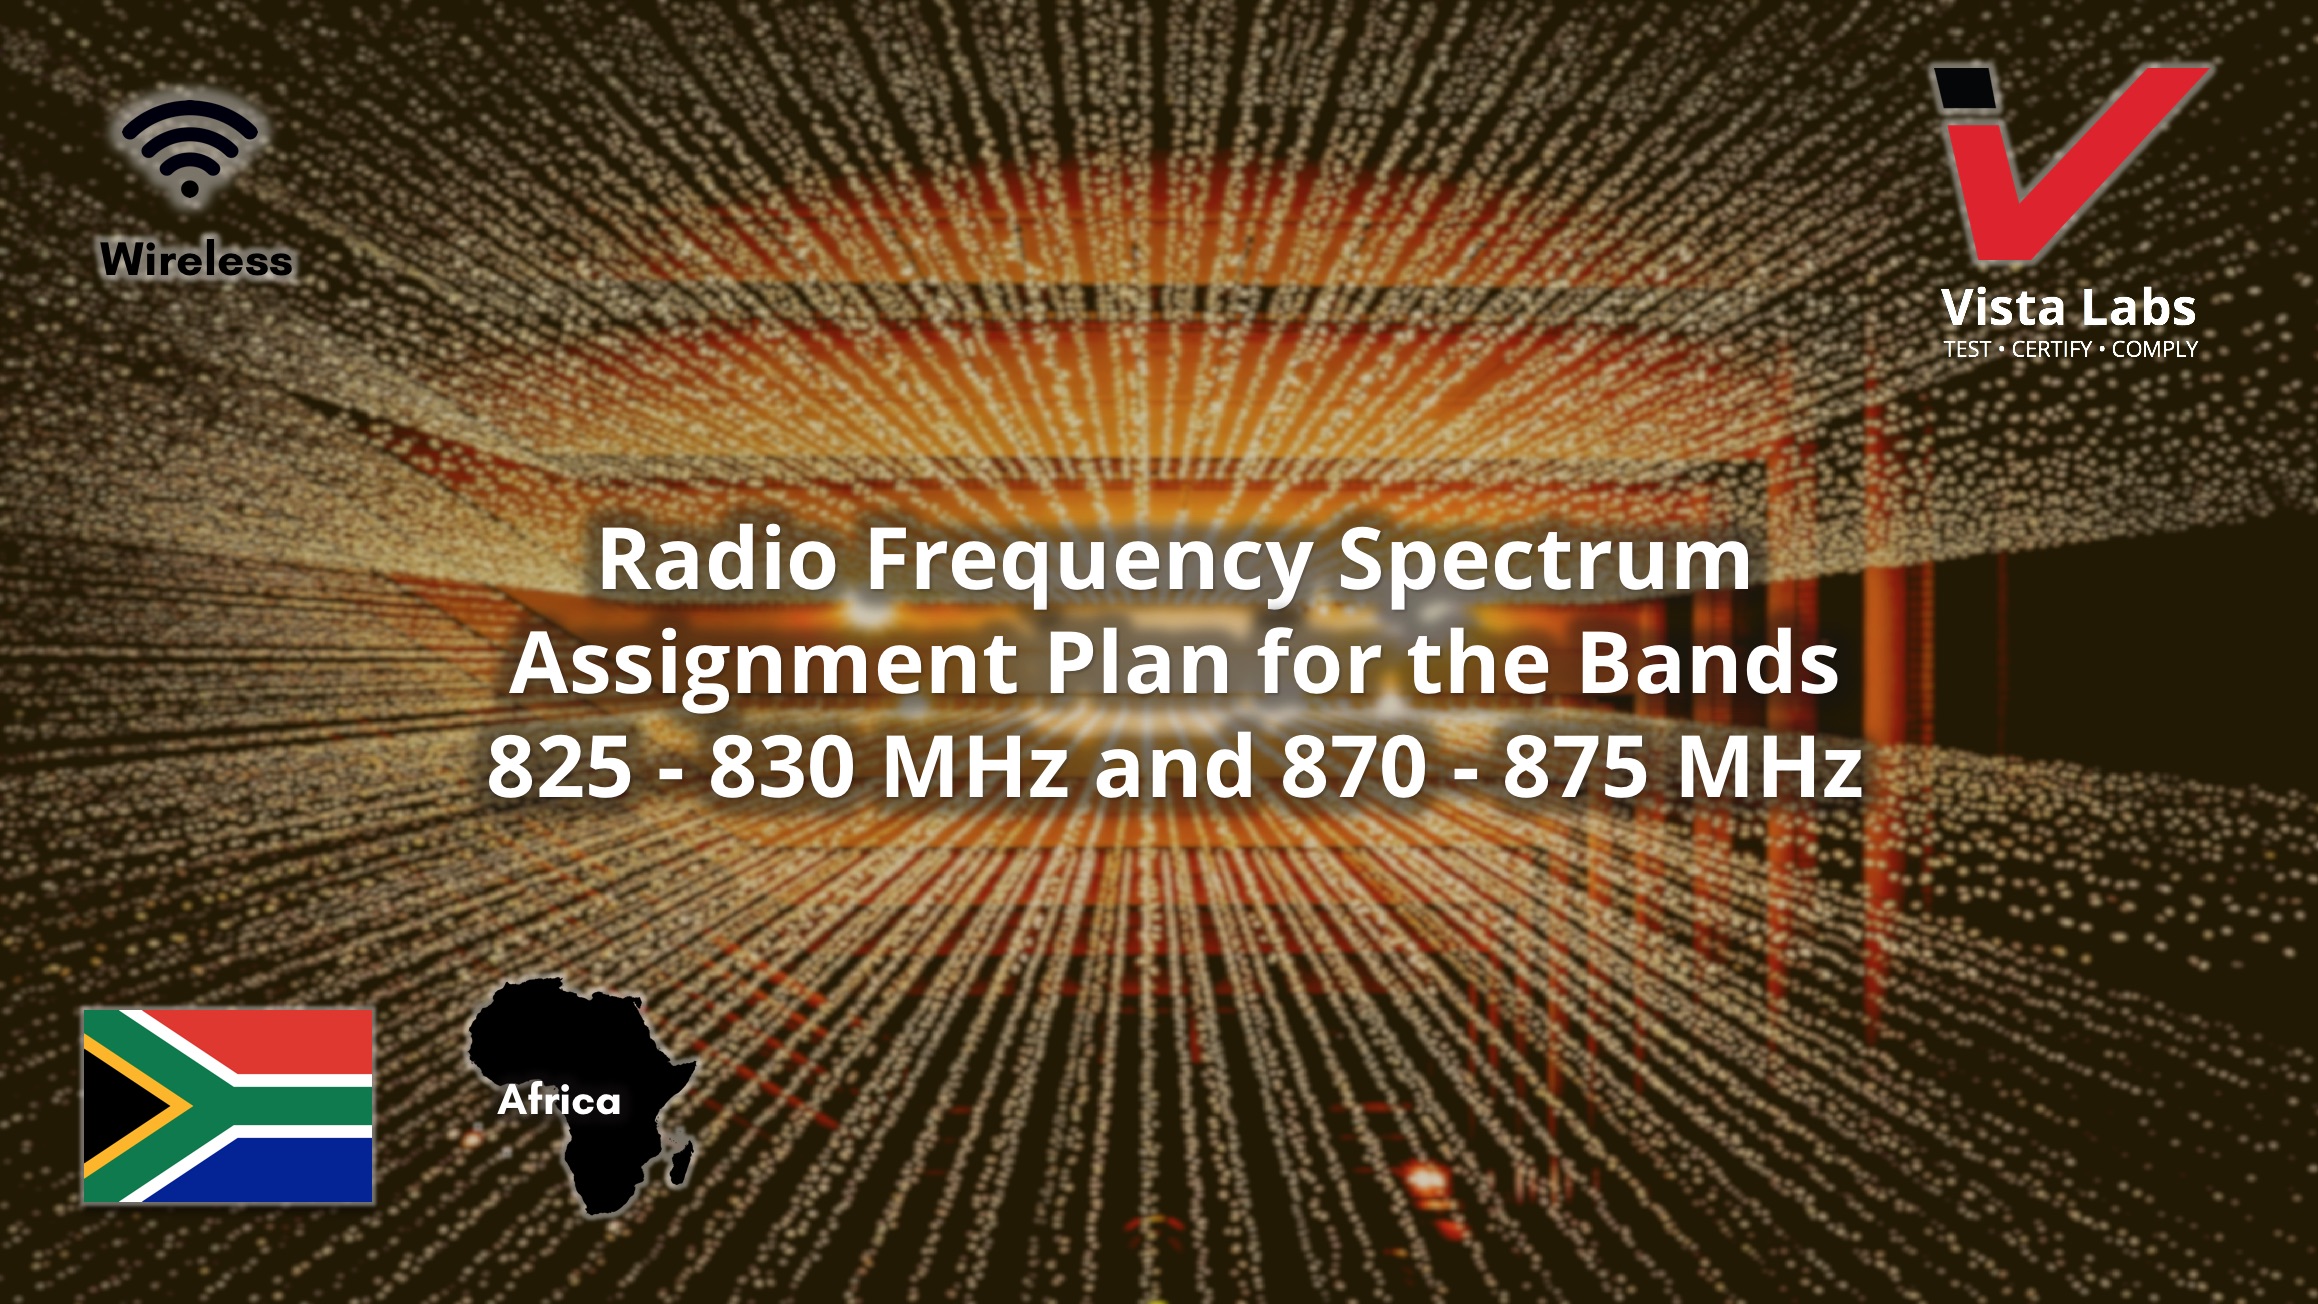 Wireless
Vista Labs
TEST • CERTIFY • COMPLY
Radio Frequency Spectrum
Assignment Plan for the Bands
825 - 830 MHz and 870 - 875 MHz
Africa